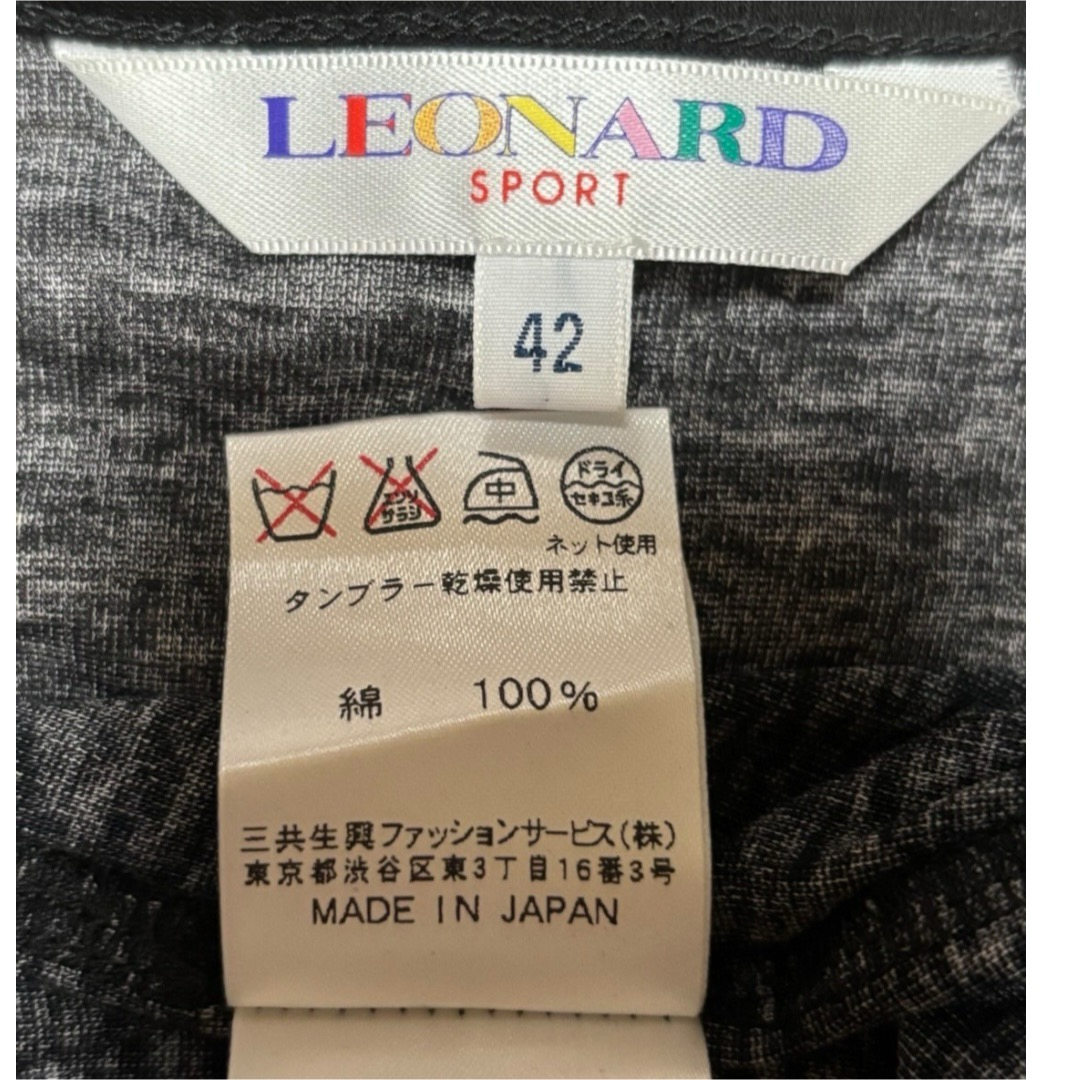 LEONARD
SPORT
42
エンソ
サラシ
中
ドライ
セキユ系
ネット使用
タンブラー乾燥使用禁止
綿 100%
三共生興ファッションサービス(株)
東京都渋谷区東3丁目16番3号
MADE IN JAPAN